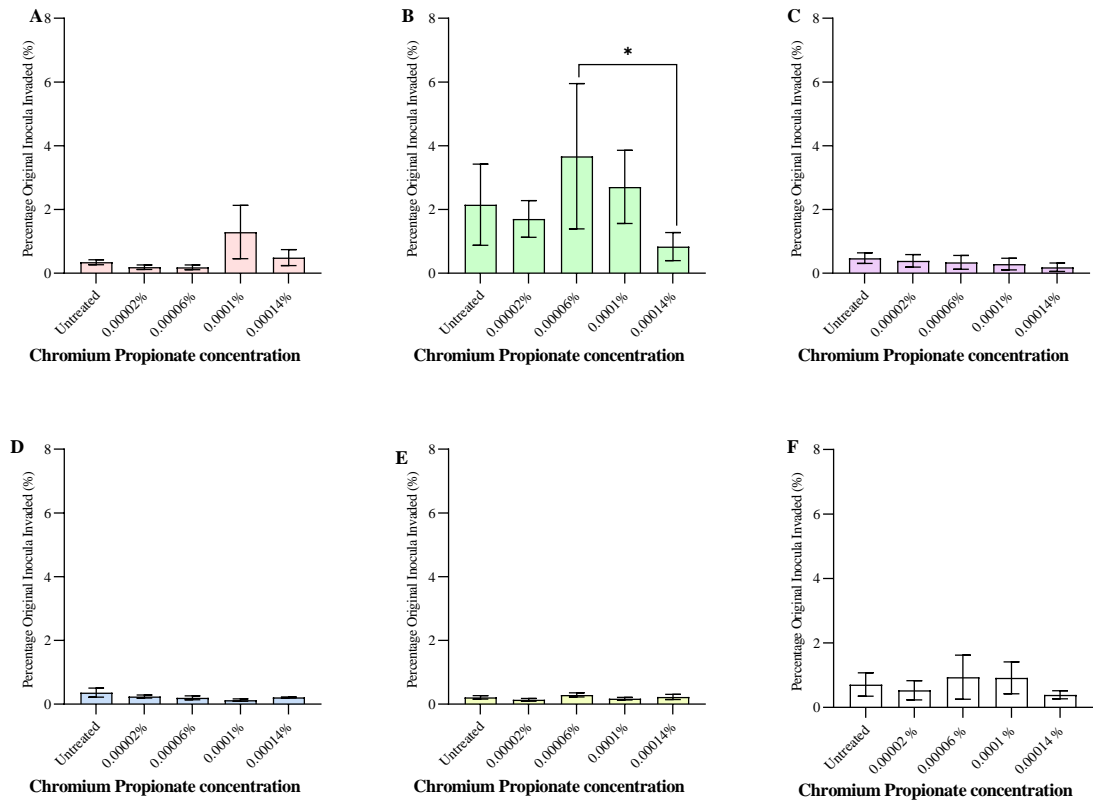 A
Percentage Original Inocula Invaded (%)
8
6
4
2
0
Untreated
0.00002%
0.00006%
0.0001%
0.00014%
Chromium Propionate concentration
B
Percentage Original Inocula Invaded (%)
8
6
4
2
0
*
Untreated
0.00002%
0.00006%
0.0001%
0.00014%
Chromium Propionate concentration
C
Percentage Original Inocula Invaded (%)
8
6
4
2
0
Untreated
0.00002%
0.00006%
0.0001%
0.00014%
Chromium Propionate concentration
D
Percentage Original Inocula Invaded (%)
8
6
4
2
0
Untreated
0.00002%
0.00006%
0.0001%
0.00014%
Chromium Propionate concentration
E
Percentage Original Inocula Invaded (%)
8
6
4
2
0
Untreated
0.00002%
0.00006%
0.0001%
0.00014%
Chromium Propionate concentration
F
Percentage Original Inocula Invaded (%)
8
6
4
2
0
Untreated
0.00002 %
0.00006 %
0.0001 %
0.00014 %
Chromium Propionate concentration